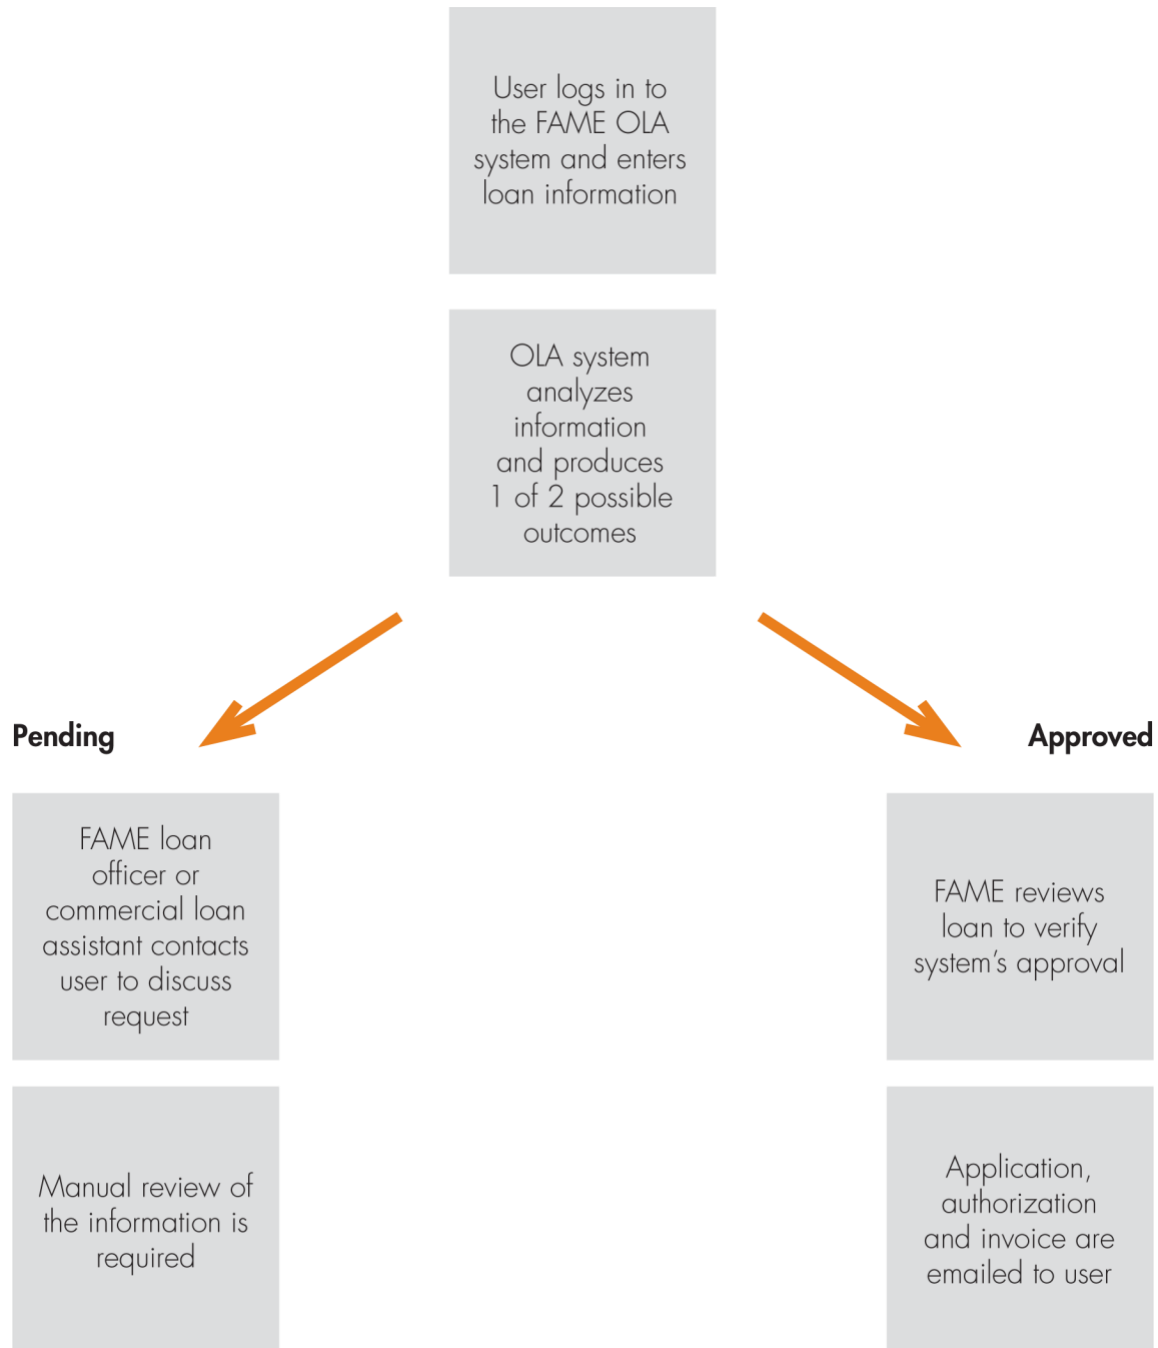 User logs in to
the FAME OLA
system and enters
loan information
OLA system
analyzes
information
and produces
1 of 2 possible
outcomes
Pending
FAME loan
officer or
commercial loan
assistant contacts
user to discuss
request
Manual review of
the information is
required
Approved
FAME reviews
loan to verify
system’s approval
Application,
authorization
and invoice are
emailed to user